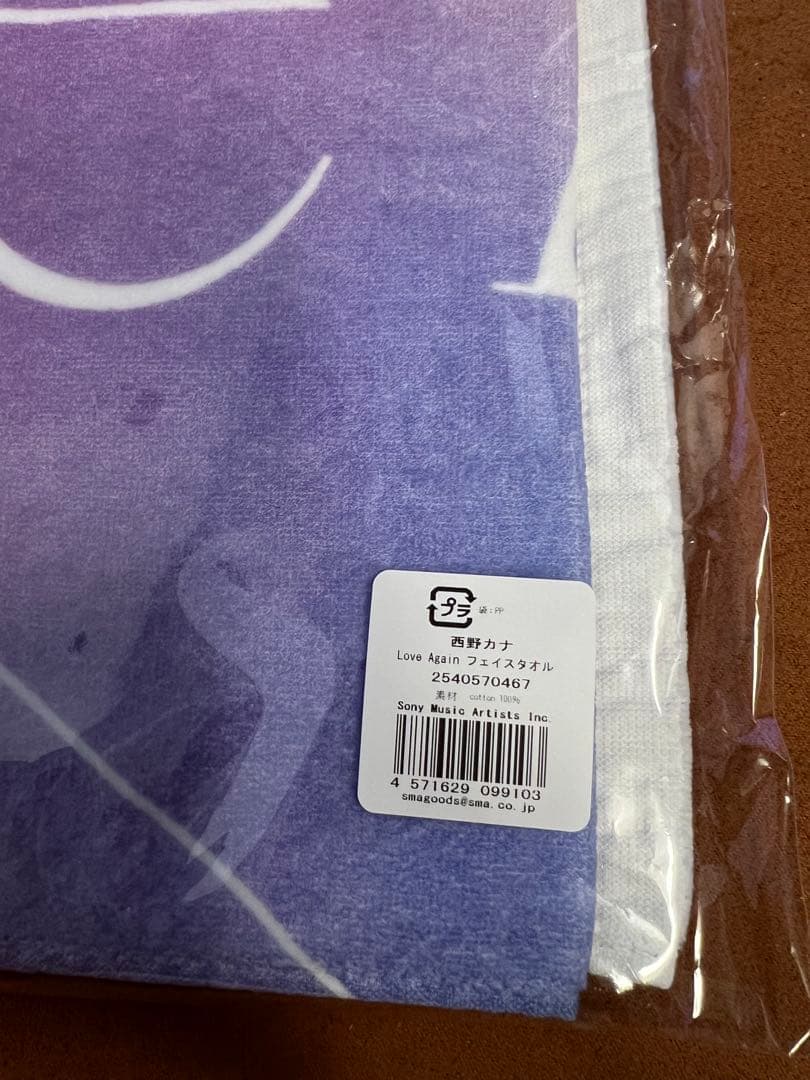 プラ 袋:PP
西野カナ
Love Again フェイスタオル
2540570467
素材 cotton 100%
Sony Music Artists Inc.
4 571629 099103
smagoods@sma.co.jp